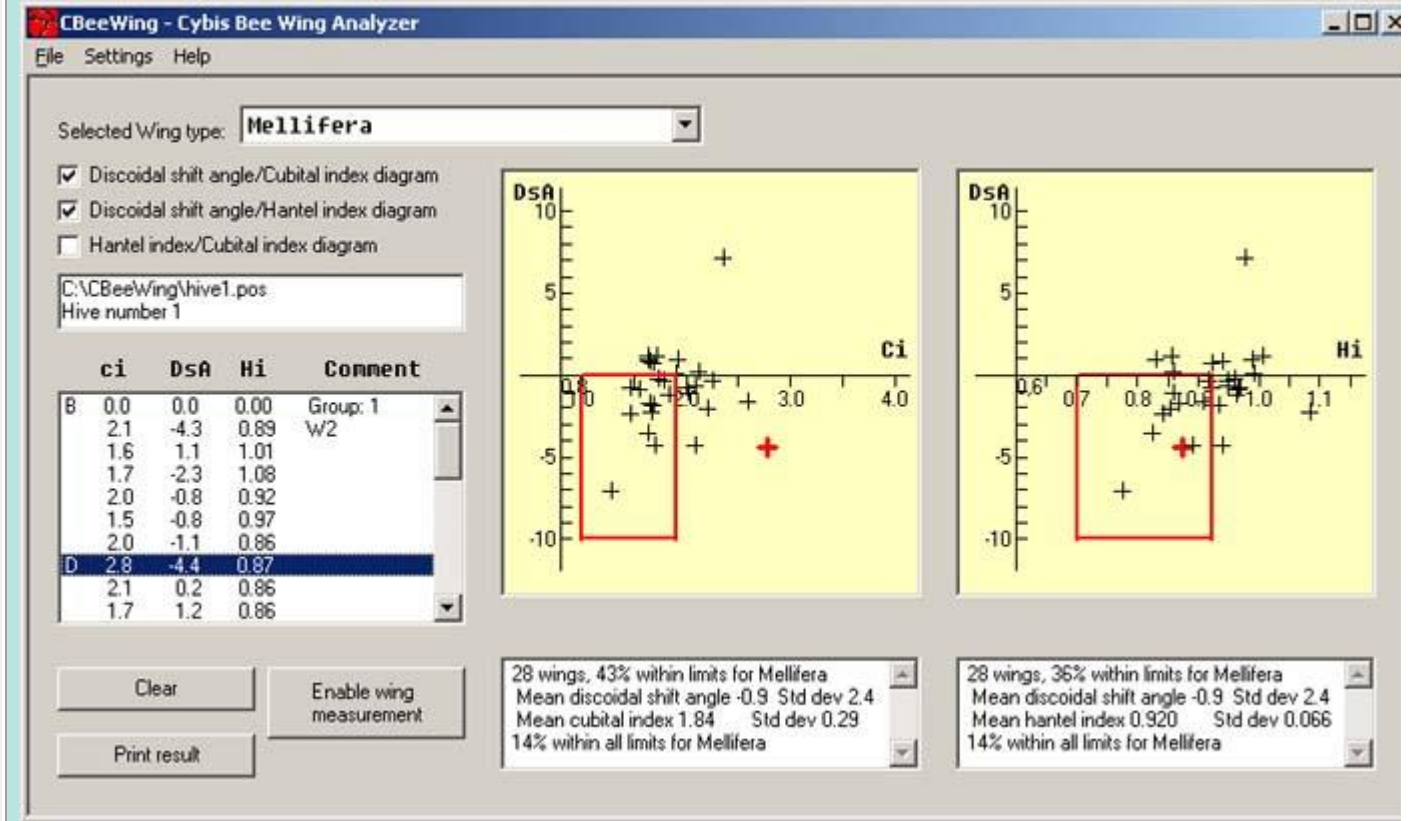 CBeeWing - Cybis Bee Wing Analyzer
File Settings Help
Selected Wing type: Mellifera
Discoidal shift angle/Cubital index diagram
Discoidal shift angle/Hantel index diagram
Hantel index/Cubital index diagram
C:\CBeeWing\hive1.pos
Hive number 1
ci DsA Hi Comment
B 0.0 0.0 0.00 Group: 1
2.1 -4.3 0.89 W2
1.6 1.1 1.01
1.7 -2.3 1.08
2.0 -0.8 0.92
1.5 -0.8 0.97
2.0 -1.1 0.86
D 2.8 -4.4 0.87
2.1 0.2 0.86
1.7 1.2 0.86
Clear
Enable wing
measurement
Print result
DsA
10
5
Ci
0.8 2.0 3.0 4.0
-5
-10
DsA
10
5
Hi
0.6 0.7 0.8 1.0 1.1
-5
-10
28 wings, 43% within limits for Mellifera
Mean discoidal shift angle -0.9 Std dev 2.4
Mean cubital index 1.84 Std dev 0.29
14% within all limits for Mellifera
28 wings, 36% within limits for Mellifera
Mean discoidal shift angle -0.9 Std dev 2.4
Mean hantel index 0.920 Std dev 0.066
14% within all limits for Mellifera